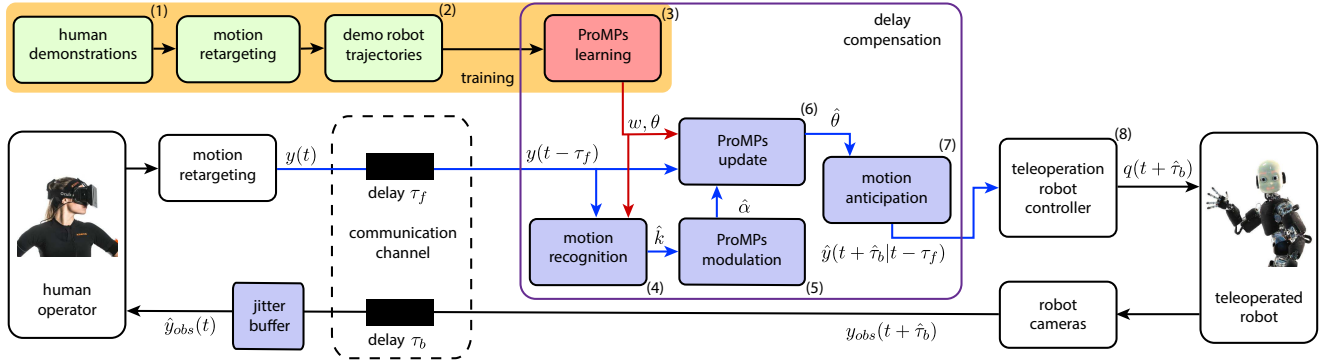 (1)
human
demonstrations
motion
retargeting
(2)
demo robot
trajectories
training
(3)
ProMPs
learning
delay
compensation
human
operator
motion
retargeting
y(t)
delay τ_f
communication
channel
delay τ_b
jitter
buffer
ŷ_obs(t)
y(t − τ_f)
w, θ
motion
recognition
(4)
k̂
ProMPs
modulation
(5)
α̂
ProMPs
update
(6)
θ̂
motion
anticipation
(7)
ŷ(t + τ̂_b|t − τ_f)
teleoperation
robot
controller
(8)
q(t + τ̂_b)
teleoperated
robot
robot
cameras
y_obs(t + τ̂_b)